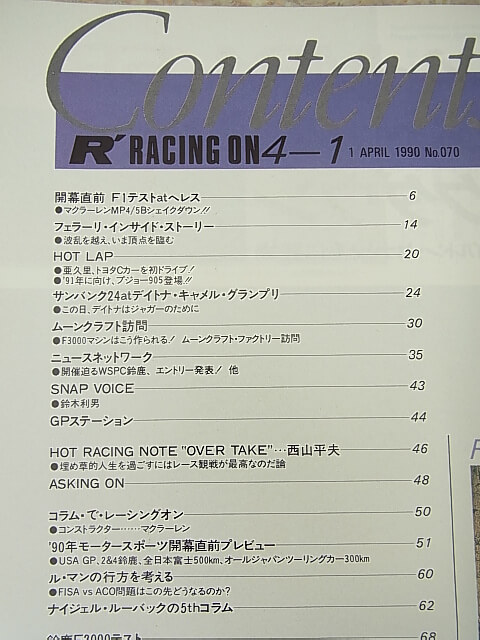 Contents
R' RACING ON 4—1 1 APRIL 1990 No.070
開幕直前 F1テストatヘレス 6
●マクラーレンMP4/5Bシェイクダウン!!
フェラーリ・インサイド・ストーリー 14
●波乱を越え、いま頂点を臨む
HOT LAP 20
●亜久里、トヨタCカーを初ドライブ!
●'91年に向け、プジョー905登場!!
サンバンク24atデイトナ・キャメル・グランプリ 24
●この日、デイトナはジャガーのために
ムーンクラフト訪問 30
●F3000マシンはこう作られる! ムーンクラフト・ファクトリー訪問
ニュースネットワーク 35
●開催迫るWSPC鈴鹿、エントリー発表! 他
SNAP VOICE 43
●鈴木利男
GPステーション 44
HOT RACING NOTE "OVER TAKE"…西山平夫 46
●埋め草的人生を過ごすにはレース観戦が最高なのだ論
ASKING ON 48
コラム・で・レーシングオン 50
●コンストラクター……マクラーレン
'90年モータースポーツ開幕直前プレビュー 51
●USA GP、2&4鈴鹿、全日本富士500km、オールジャパンツーリングカー300km
ル・マンの行方を考える 60
●FISA vs ACO問題はこの先どうなるのか?
ナイジェル・ルーバックの5thコラム 62
鈴鹿F3000テスト 68